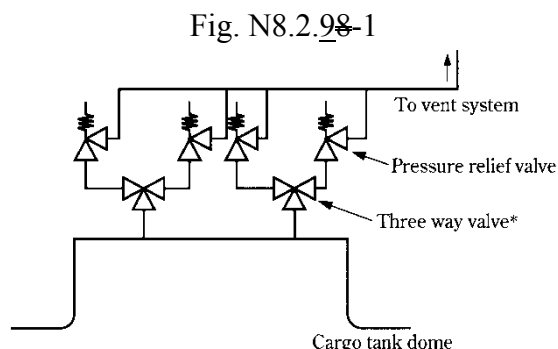 Fig. N8.2.98-1
To vent system
Pressure relief valve
Three way valve*
Cargo tank dome